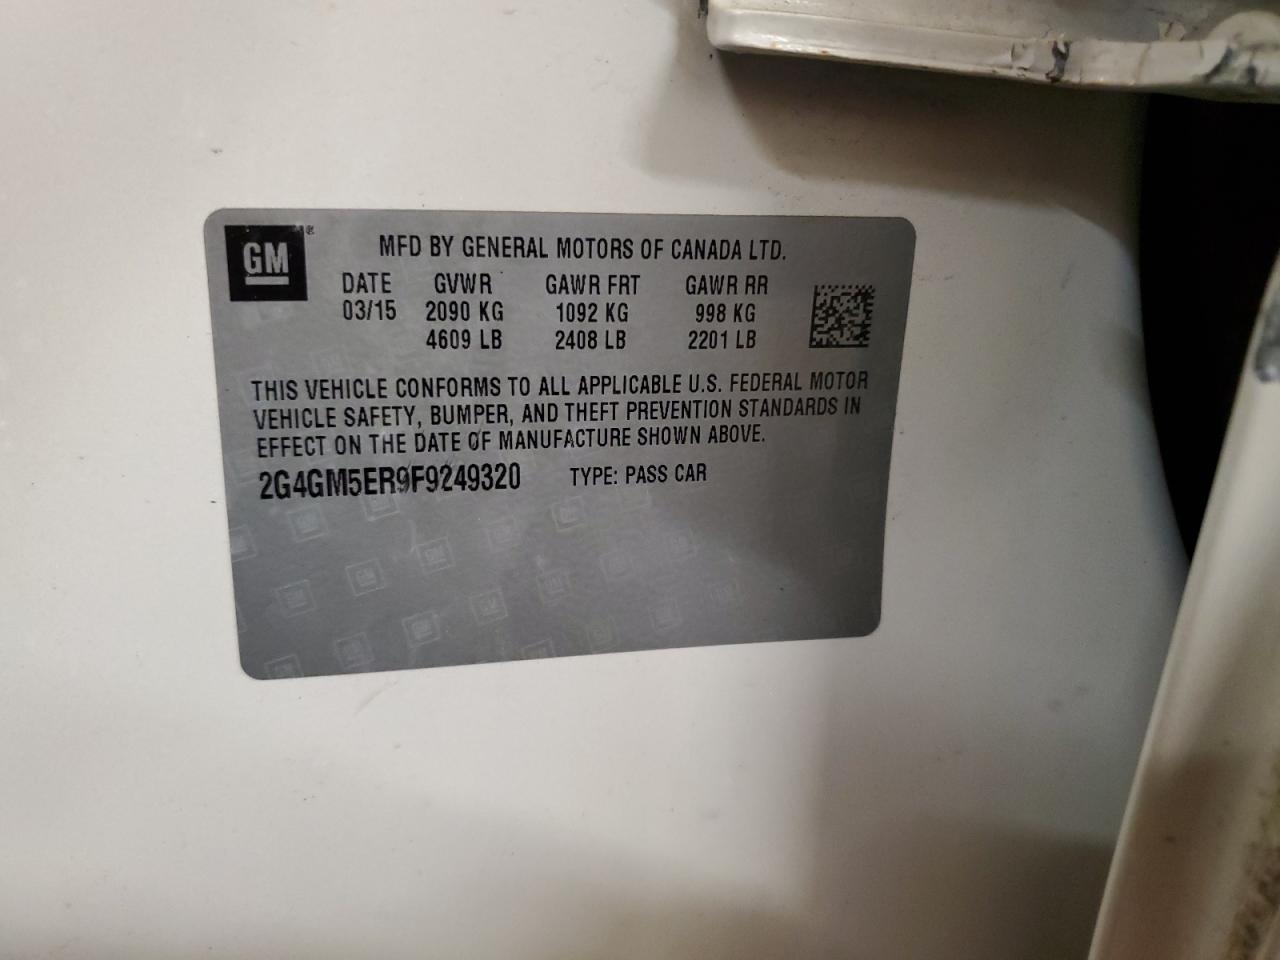 GM®
MFD BY GENERAL MOTORS OF CANADA LTD.
DATE GVWR GAWR FRT GAWR RR
03/15 2090 KG 1092 KG 998 KG
4609 LB 2408 LB 2201 LB
THIS VEHICLE CONFORMS TO ALL APPLICABLE U.S. FEDERAL MOTOR
VEHICLE SAFETY, BUMPER, AND THEFT PREVENTION STANDARDS IN
EFFECT ON THE DATE OF MANUFACTURE SHOWN ABOVE.
2G4GM5ER9F9249320 TYPE: PASS CAR